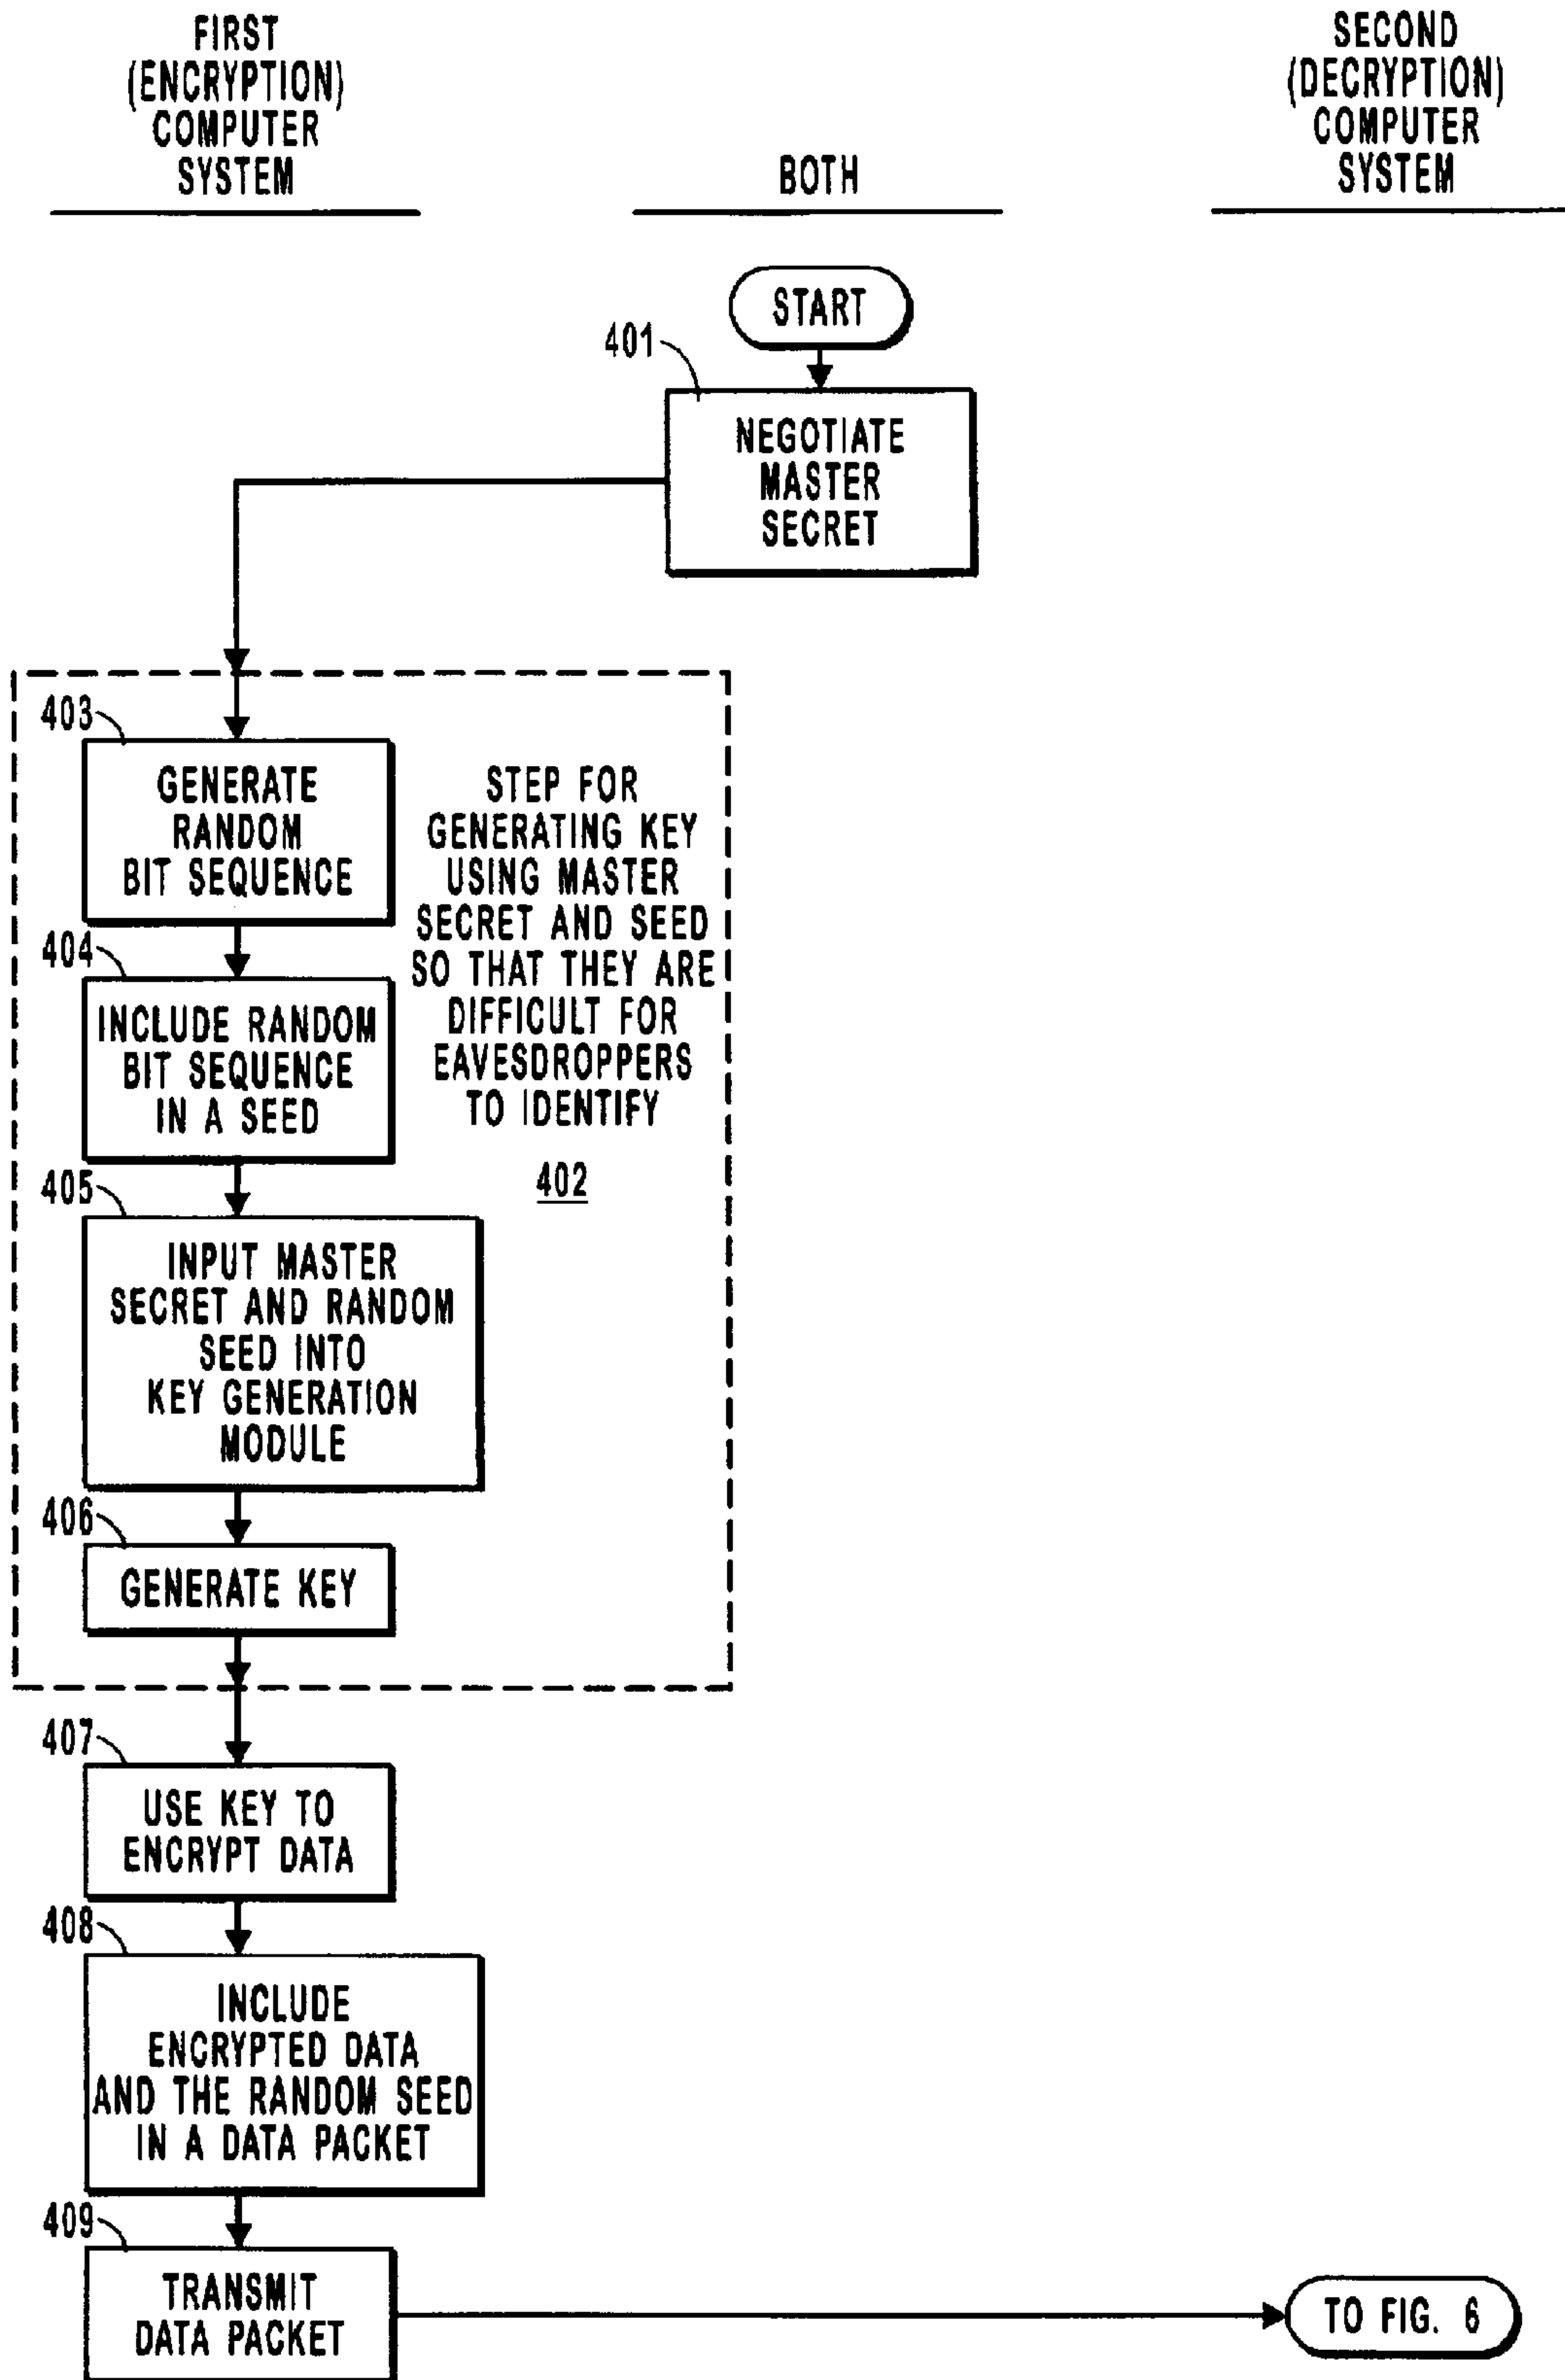 FIRST
(ENCRYPTION)
COMPUTER
SYSTEM
BOTH
SECOND
(DECRYPTION)
COMPUTER
SYSTEM
START
401
NEGOTIATE
MASTER
SECRET
403
GENERATE
RANDOM
BIT SEQUENCE
STEP FOR
GENERATING KEY
USING MASTER
SECRET AND SEED
SO THAT THEY ARE
DIFFICULT FOR
EAVESDROPPERS
TO IDENTIFY
402
404
INCLUDE RANDOM
BIT SEQUENCE
IN A SEED
405
INPUT MASTER
SECRET AND RANDOM
SEED INTO
KEY GENERATION
MODULE
406
GENERATE KEY
407
USE KEY TO
ENCRYPT DATA
408
INCLUDE
ENCRYPTED DATA
AND THE RANDOM SEED
IN A DATA PACKET
409
TRANSMIT
DATA PACKET
TO FIG. 6